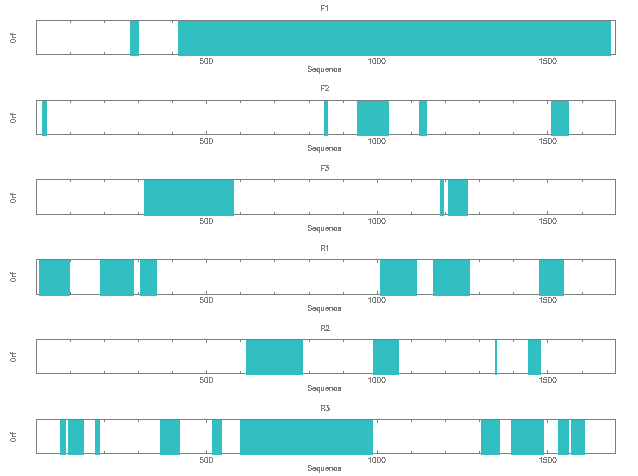 F1
Orf
500 1000 1500
Sequence
F2
Orf
500 1000 1500
Sequence
F3
Orf
500 1000 1500
Sequence
R1
Orf
500 1000 1500
Sequence
R2
Orf
500 1000 1500
Sequence
R3
Orf
500 1000 1500
Sequence